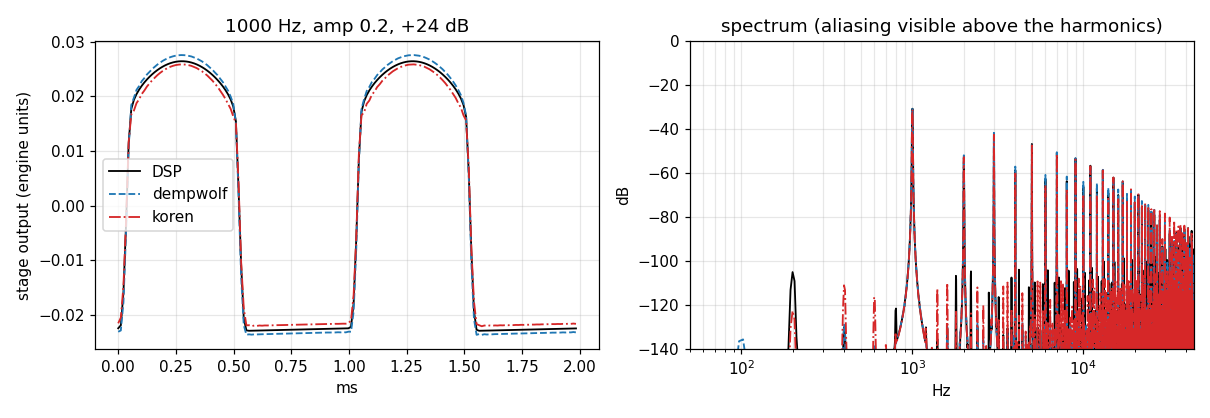 1000 Hz, amp 0.2, +24 dB
stage output (engine units)
0.03
0.02
0.01
0.00
−0.01
−0.02
DSP
dempwolf
koren
0.00 0.25 0.50 0.75 1.00 1.25 1.50 1.75 2.00
ms
spectrum (aliasing visible above the harmonics)
dB
0
−20
−40
−60
−80
−100
−120
−140
10² 10³ 10⁴
Hz